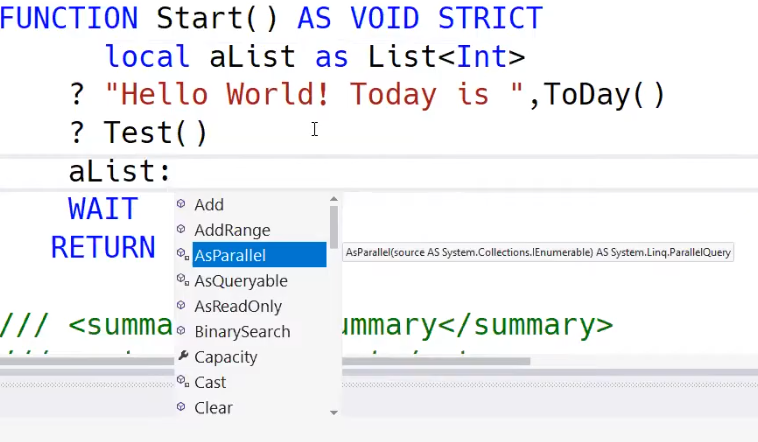 FUNCTION Start() AS VOID STRICT
local aList as List<Int>
? "Hello World! Today is ",ToDay()
? Test()
aList:
WAIT
RETURN
Add
AddRange
AsParallel
AsParallel(source AS System.Collections.IEnumerable) AS System.Linq.ParallelQuery
AsQueryable
AsReadOnly
BinarySearch
Capacity
Cast
Clear
/// <summa ummary</summary>